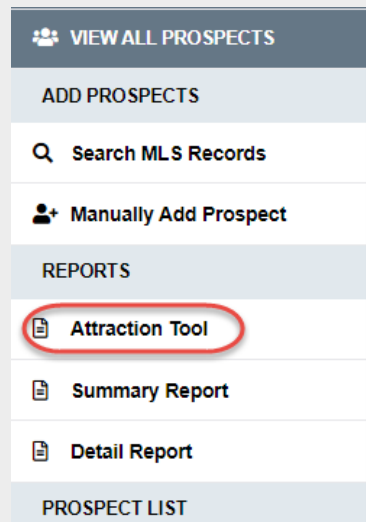 VIEW ALL PROSPECTS
ADD PROSPECTS
Search MLS Records
Manually Add Prospect
REPORTS
Attraction Tool
Summary Report
Detail Report
PROSPECT LIST